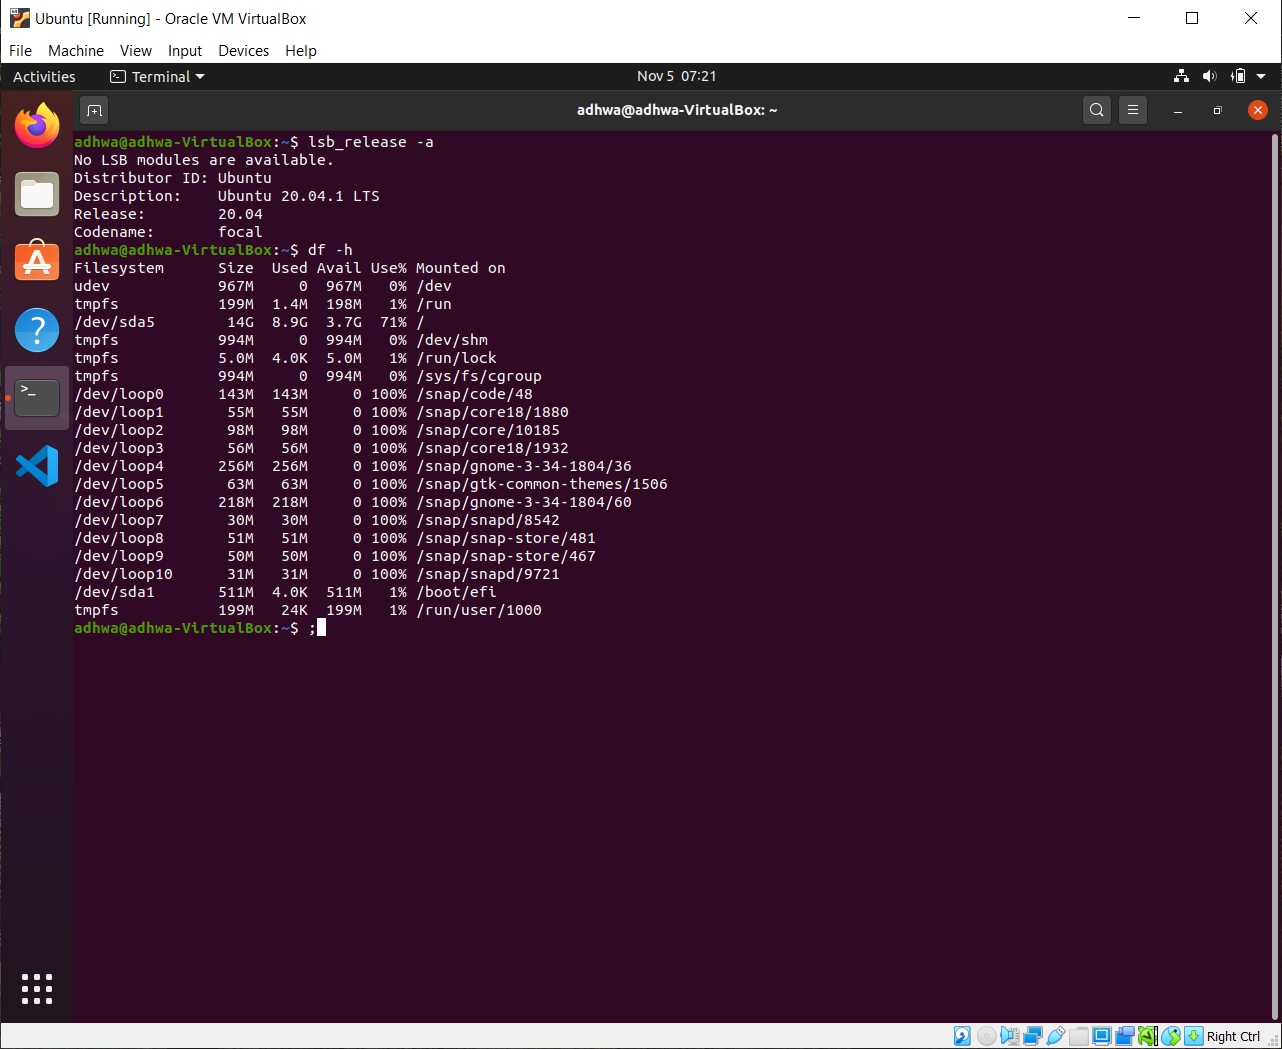 Ubuntu [Running] - Oracle VM VirtualBox
File Machine View Input Devices Help
Activities Terminal Nov 5 07:21
adhwa@adhwa-VirtualBox: ~
adhwa@adhwa-VirtualBox:~$ lsb_release -a
No LSB modules are available.
Distributor ID: Ubuntu
Description:    Ubuntu 20.04.1 LTS
Release:        20.04
Codename:       focal
adhwa@adhwa-VirtualBox:~$ df -h
Filesystem      Size  Used Avail Use% Mounted on
udev            967M     0  967M   0% /dev
tmpfs           199M  1.4M  198M   1% /run
/dev/sda5        14G  8.9G  3.7G  71% /
tmpfs           994M     0  994M   0% /dev/shm
tmpfs           5.0M  4.0K  5.0M   1% /run/lock
tmpfs           994M     0  994M   0% /sys/fs/cgroup
/dev/loop0      143M  143M     0 100% /snap/code/48
/dev/loop1       55M   55M     0 100% /snap/core18/1880
/dev/loop2       98M   98M     0 100% /snap/core/10185
/dev/loop3       56M   56M     0 100% /snap/core18/1932
/dev/loop4      256M  256M     0 100% /snap/gnome-3-34-1804/36
/dev/loop5       63M   63M     0 100% /snap/gtk-common-themes/1506
/dev/loop6      218M  218M     0 100% /snap/gnome-3-34-1804/60
/dev/loop7       30M   30M     0 100% /snap/snapd/8542
/dev/loop8       51M   51M     0 100% /snap/snap-store/481
/dev/loop9       50M   50M     0 100% /snap/snap-store/467
/dev/loop10      31M   31M     0 100% /snap/snapd/9721
/dev/sda1       511M  4.0K  511M   1% /boot/efi
tmpfs           199M   24K  199M   1% /run/user/1000
adhwa@adhwa-VirtualBox:~$ ;
Right Ctrl